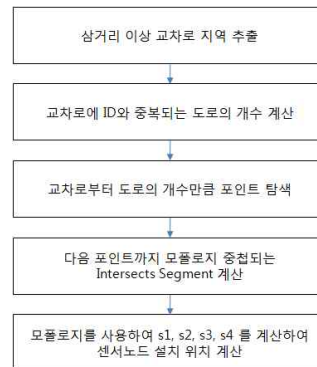 삼거리 이상 교차로 지역 추출
교차로에 ID와 중복되는 도로의 개수 계산
교차로부터 도로의 개수만큼 포인트 탐색
다음 포인트까지 모폴로지 중첩되는
Intersects Segment 계산
모폴로지를 사용하여 s1, s2, s3, s4 를 계산하여
센서노드 설치 위치 계산